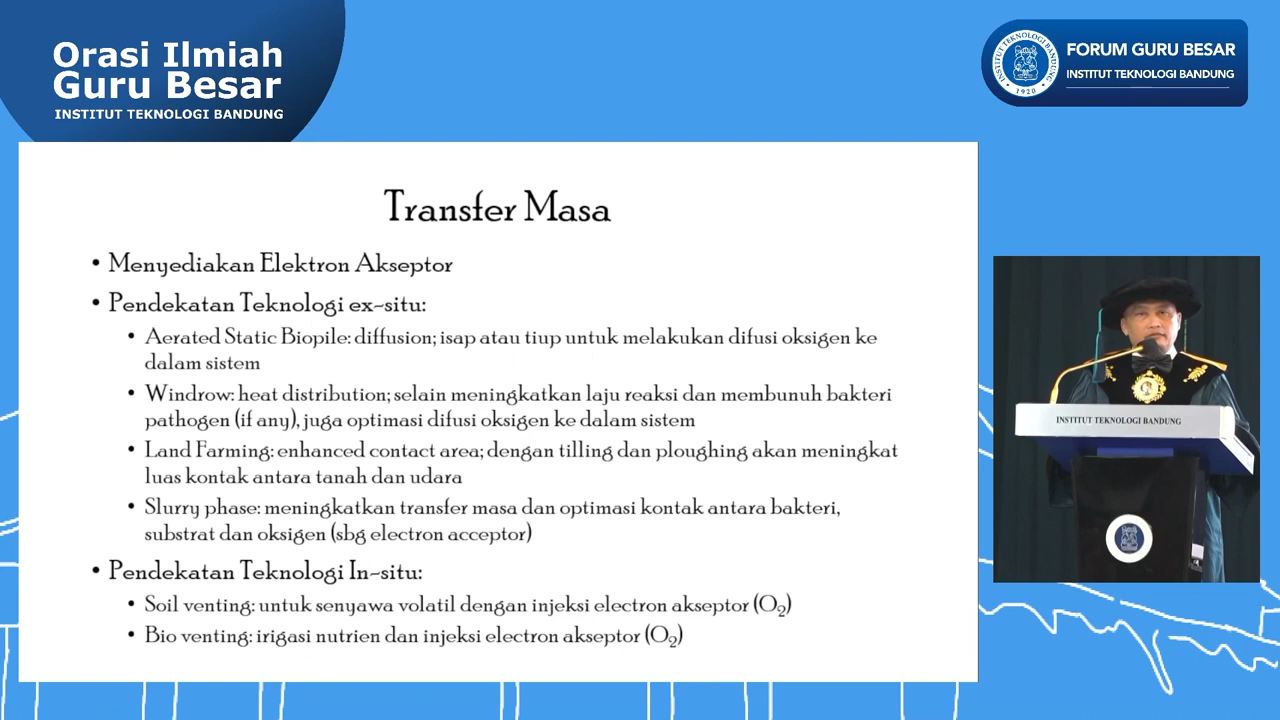 Orasi Ilmiah
Guru Besar
INSTITUT TEKNOLOGI BANDUNG
INSTITUT TEKNOLOGI BANDUNG
1920
FORUM GURU BESAR
INSTITUT TEKNOLOGI BANDUNG
Transfer Masa
• Menyediakan Elektron Akseptor
• Pendekatan Teknologi ex-situ:
• Aerated Static Biopile: diffusion; isap atau tiup untuk melakukan difusi oksigen ke
dalam sistem
• Windrow: heat distribution; selain meningkatkan laju reaksi dan membunuh bakteri
pathogen (if any), juga optimasi difusi oksigen ke dalam sistem
• Land Farming: enhanced contact area; dengan tilling dan ploughing akan meningkat
luas kontak antara tanah dan udara
• Slurry phase: meningkatkan transfer masa dan optimasi kontak antara bakteri,
substrat dan oksigen (sbg electron acceptor)
• Pendekatan Teknologi In-situ:
• Soil venting: untuk senyawa volatil dengan injeksi electron akseptor (O₂)
• Bio venting: irigasi nutrien dan injeksi electron akseptor (O₂)
INSTITUT TEKNOLOGI BANDUNG